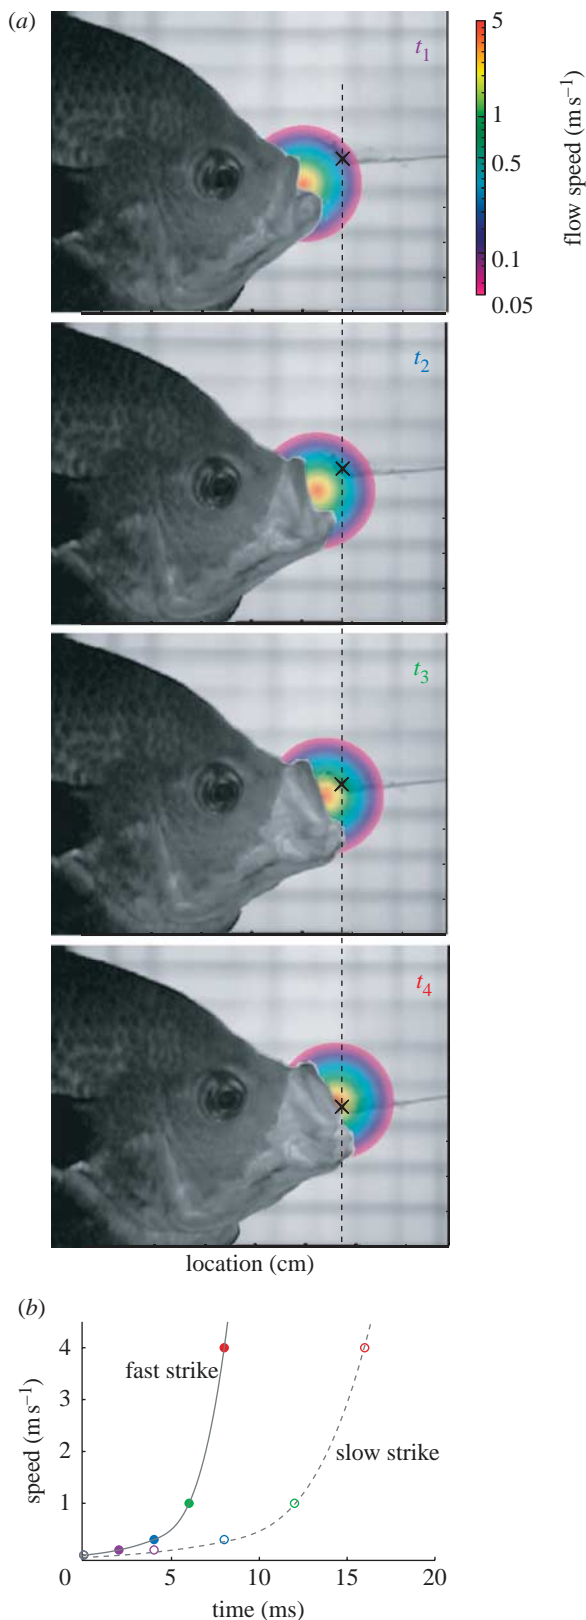 (a)
t1
5
1
0.5
0.1
0.05
flow speed (m s−1)
t2
t3
t4
location (cm)
(b)
4
3
2
1
0
5
10
15
20
speed (m s−1)
time (ms)
fast strike
slow strike